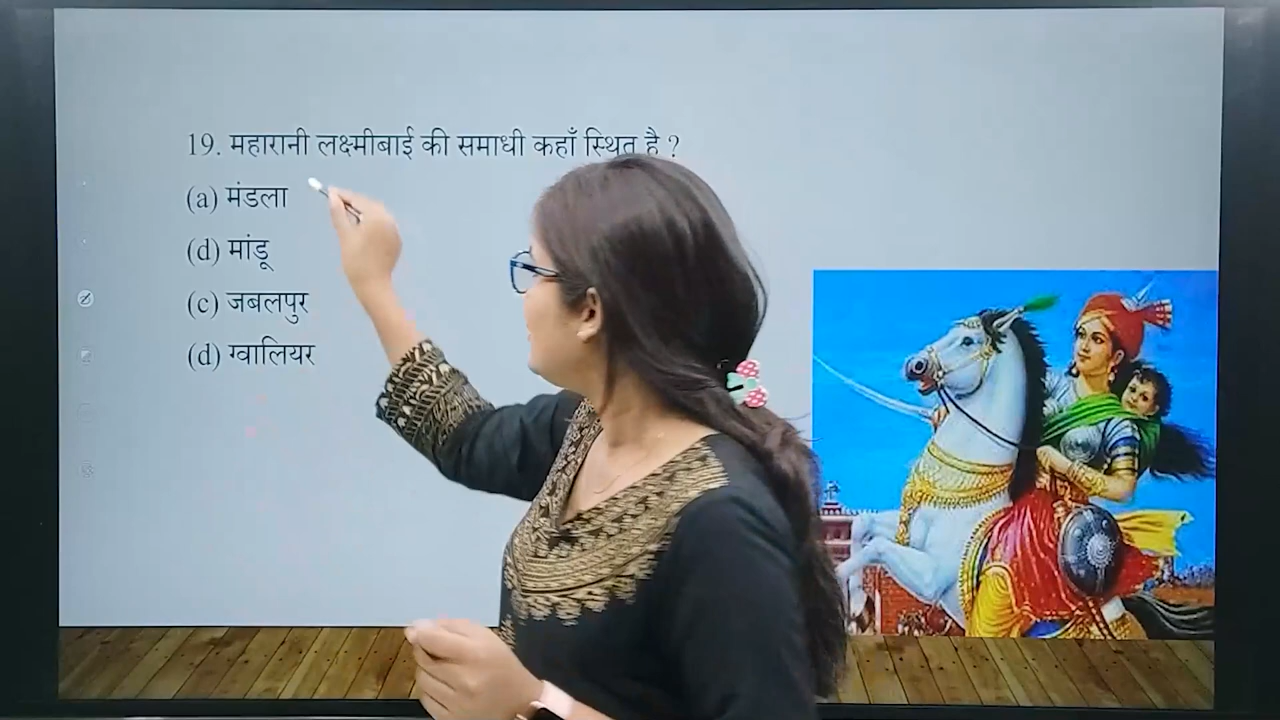 19. महारानी लक्ष्मीबाई की समाधी कहाँ स्थित है ?
(a) मंडला
(d) मांडू
(c) जबलपुर
(d) ग्वालियर